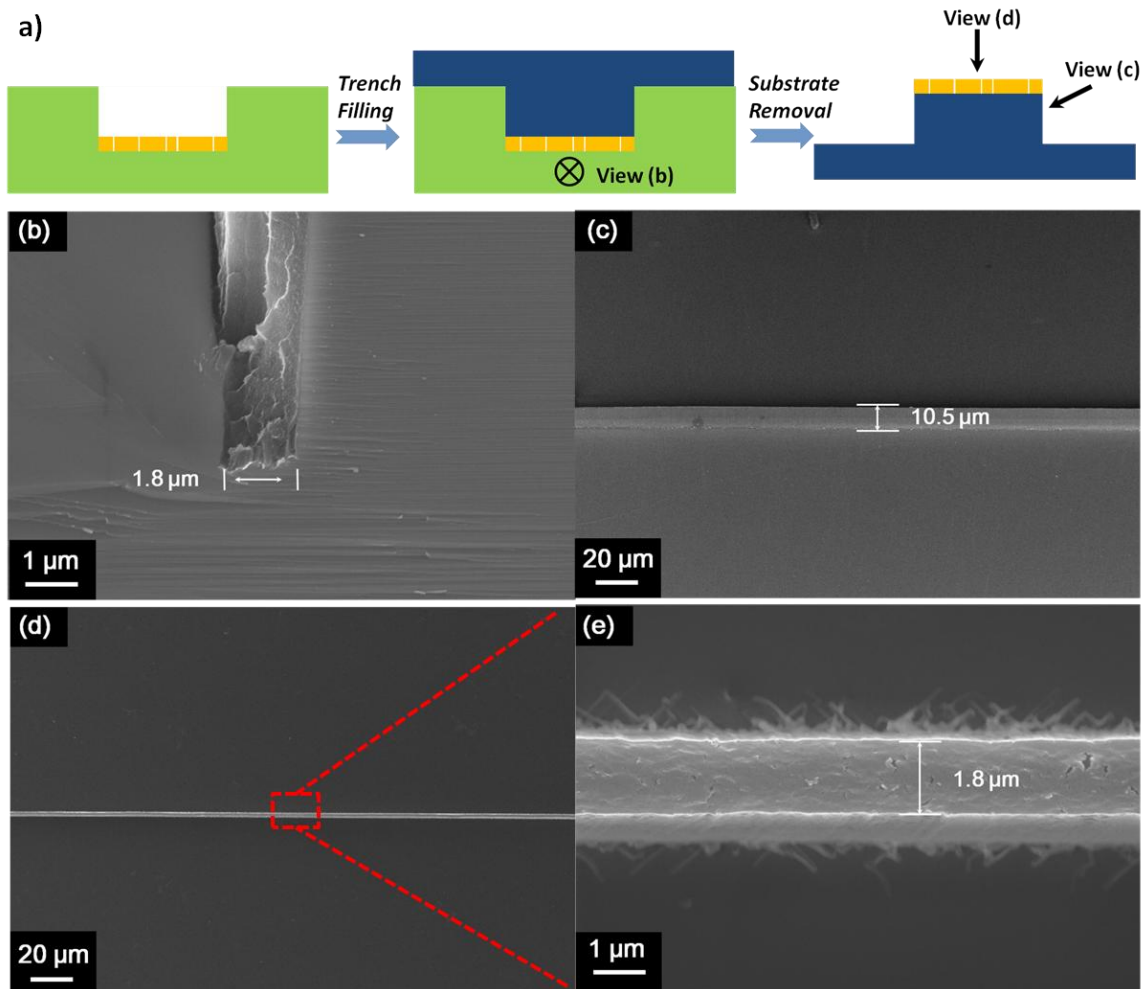 a)
View (d)
View (c)
Trench
Filling
Substrate
Removal
View (b)
(b)
1.8 µm
1 µm
(c)
10.5 µm
20 µm
(d)
20 µm
(e)
1.8 µm
1 µm